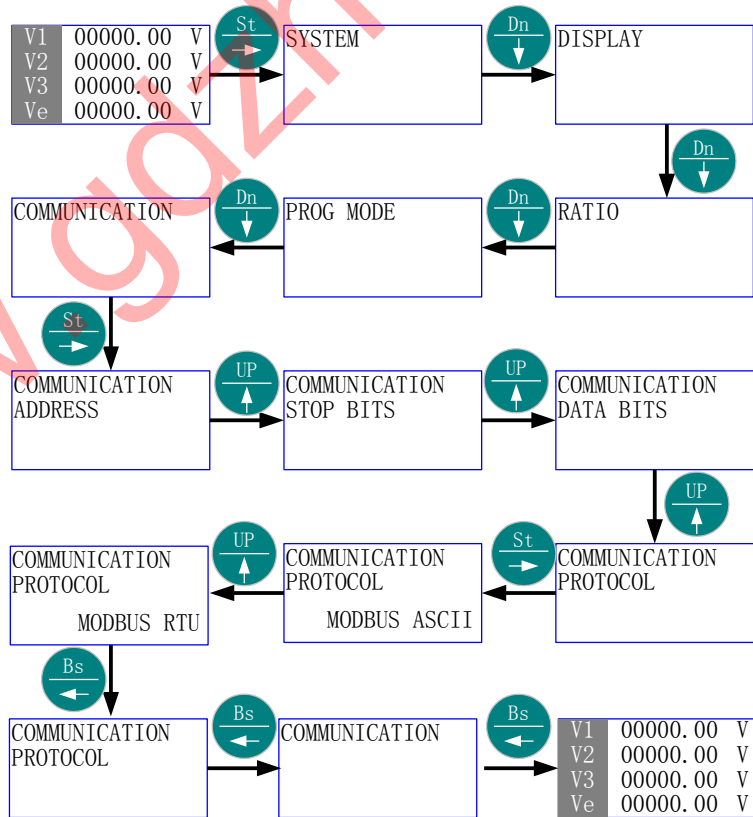 V1 00000.00 V
V2 00000.00 V
V3 00000.00 V
Ve 00000.00 V
St
SYSTEM
Dn
DISPLAY
Dn
RATIO
Dn
PROG MODE
Dn
COMMUNICATION
St
COMMUNICATION
ADDRESS
UP
COMMUNICATION
STOP BITS
UP
COMMUNICATION
DATA BITS
UP
COMMUNICATION
PROTOCOL
St
COMMUNICATION
PROTOCOL
MODBUS ASCII
UP
COMMUNICATION
PROTOCOL
MODBUS RTU
Bs
COMMUNICATION
PROTOCOL
Bs
COMMUNICATION
Bs
V1 00000.00 V
V2 00000.00 V
V3 00000.00 V
Ve 00000.00 V
.gdz